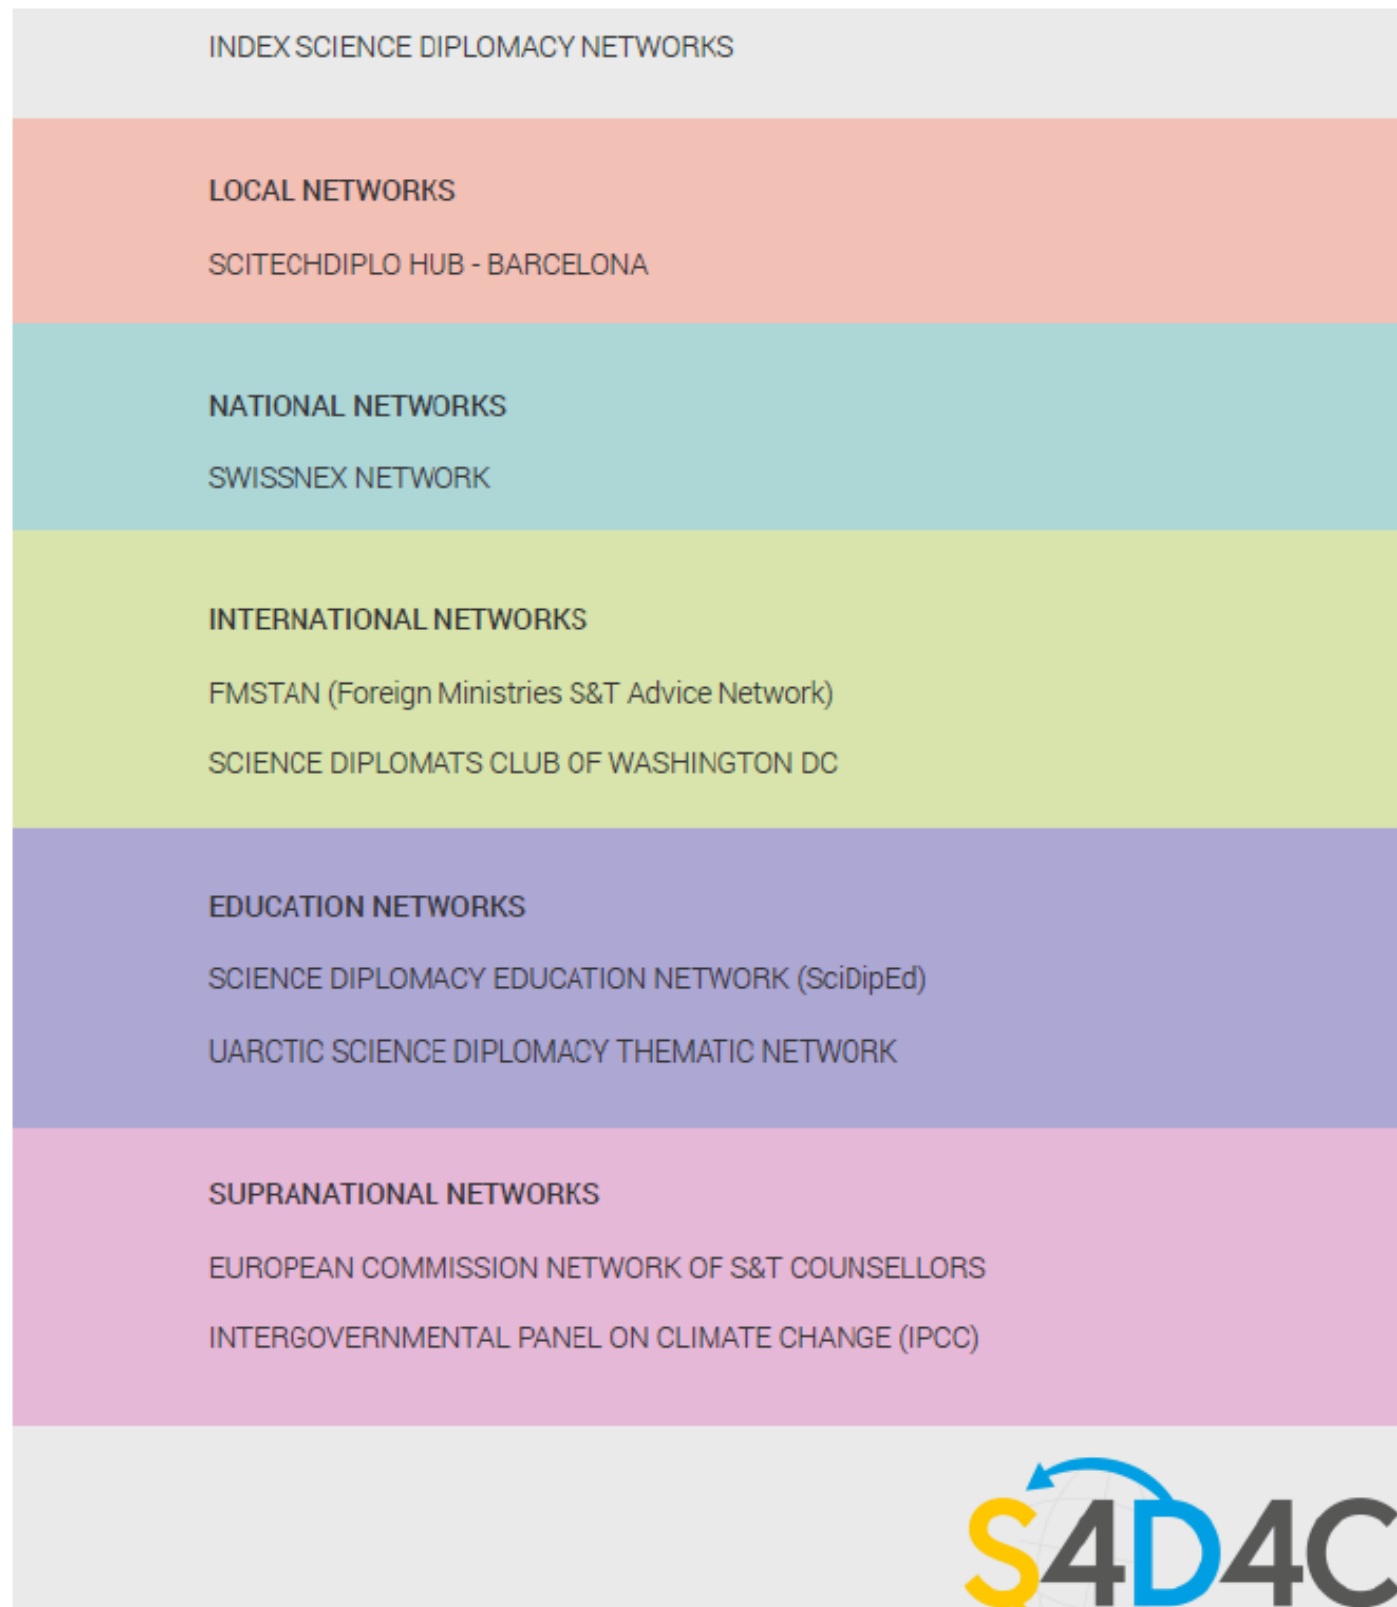 INDEX SCIENCE DIPLOMACY NETWORKS
LOCAL NETWORKS
SCITECHDIPLO HUB - BARCELONA
NATIONAL NETWORKS
SWISSNEX NETWORK
INTERNATIONAL NETWORKS
FMSTAN (Foreign Ministries S&T Advice Network)
SCIENCE DIPLOMATS CLUB OF WASHINGTON DC
EDUCATION NETWORKS
SCIENCE DIPLOMACY EDUCATION NETWORK (SciDipEd)
UARCTIC SCIENCE DIPLOMACY THEMATIC NETWORK
SUPRANATIONAL NETWORKS
EUROPEAN COMMISSION NETWORK OF S&T COUNSELLORS
INTERGOVERNMENTAL PANEL ON CLIMATE CHANGE (IPCC)
S4D4C